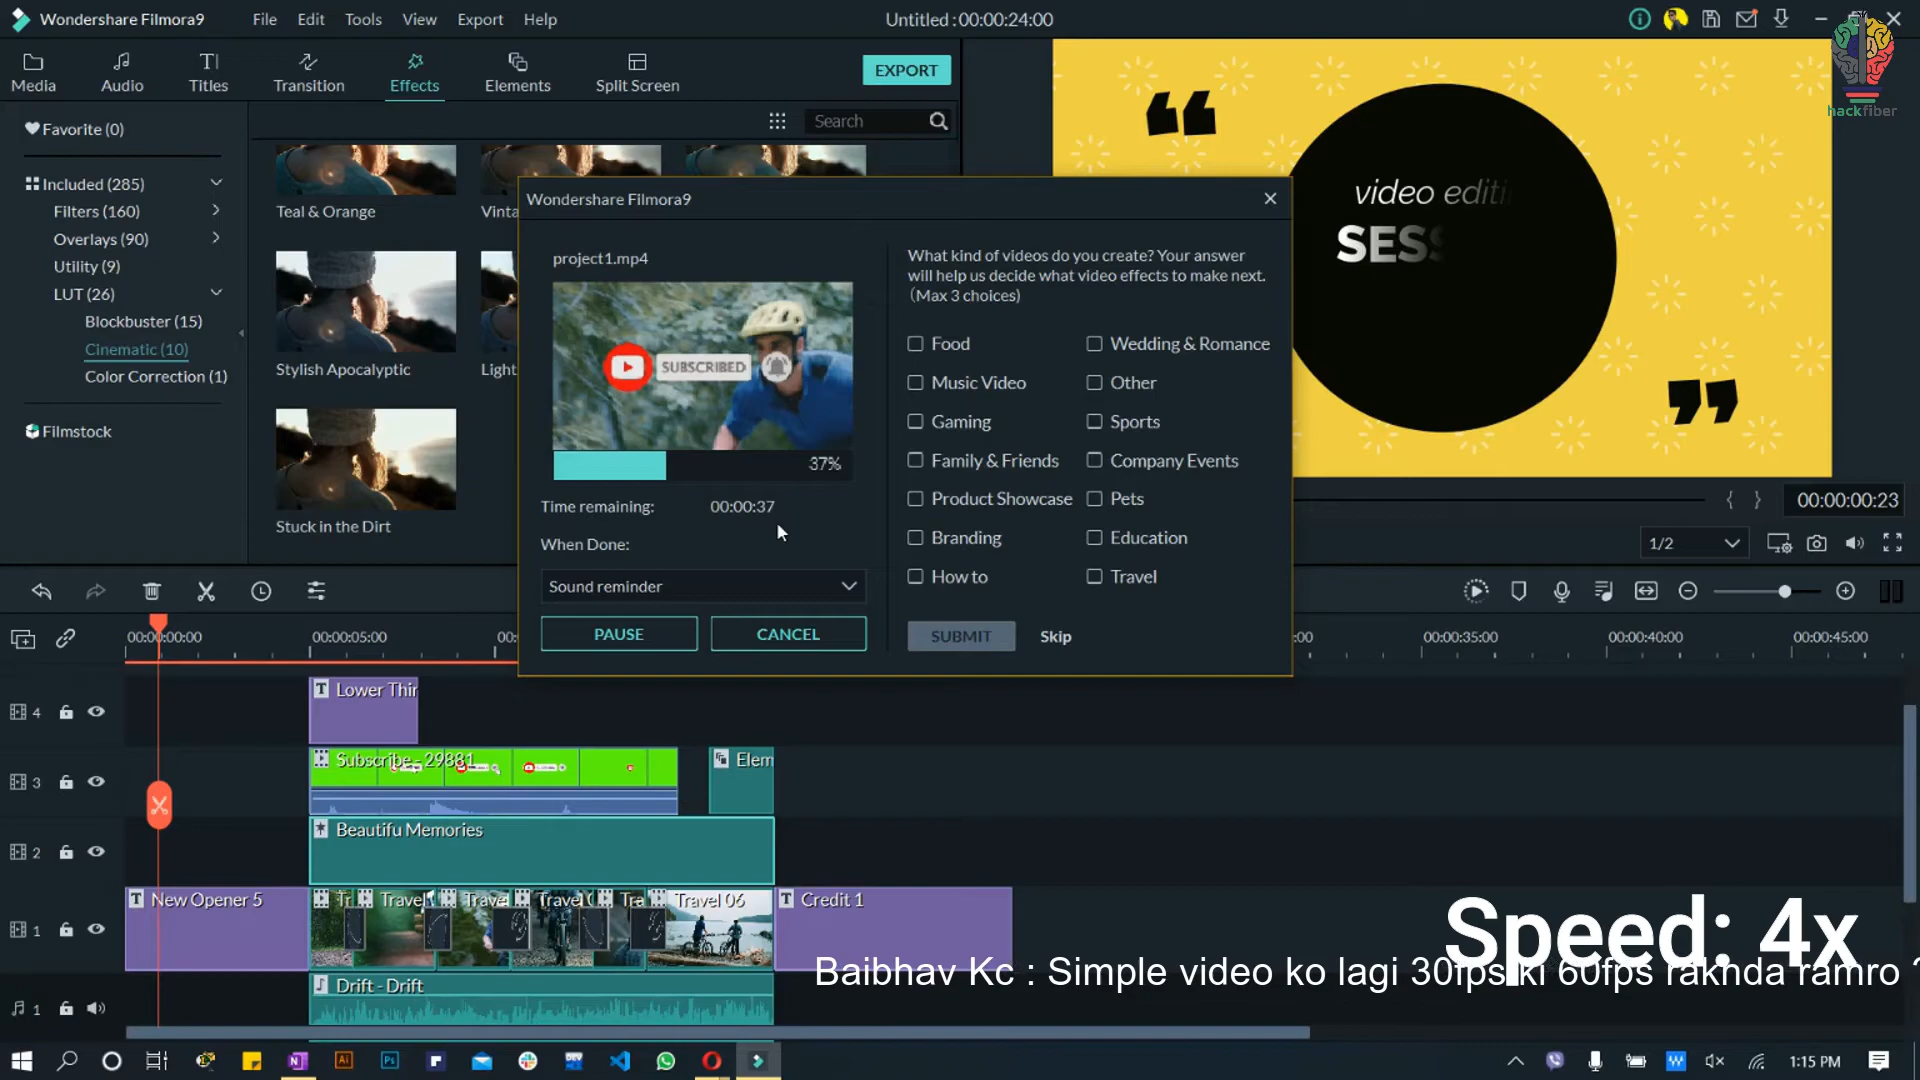 Wondershare Filmora9
File Edit Tools View Export Help
Untitled : 00:00:24:00
Media Audio Titles Transition Effects Elements Split Screen
EXPORT
hackfiber
Favorite (0)
Search
Included (285)
Filters (160)
Overlays (90)
Utility (9)
LUT (26)
Blockbuster (15)
Cinematic (10)
Color Correction (1)
Filmstock
Teal & Orange
Stylish Apocalyptic
Light
Stuck in the Dirt
Wondershare Filmora9
project1.mp4
SUBSCRIBED
37%
Time remaining: 00:00:37
When Done:
Sound reminder
PAUSE CANCEL
What kind of videos do you create? Your answer
will help us decide what video effects to make next.
(Max 3 choices)
Food Wedding & Romance
Music Video Other
Gaming Sports
Family & Friends Company Events
Product Showcase Pets
Branding Education
How to Travel
SUBMIT Skip
“
video editi
SESS
”
{ } 00:00:00:23
1/2
00:00:00:00 00:00:05:00 00:00:35:00 00:00:40:00 00:00:45:00
4 Lower Thir
3 Subscribe - 29881 Elem
2 Beautifu Memories
1 New Opener 5 Tr Travel Trave Travel Tra Travel 06 Credit 1
1 Drift - Drift
Speed: 4x
Baibhav Kc : Simple video ko lagi 30fps ki 60fps rakhda ramro ?
1:15 PM